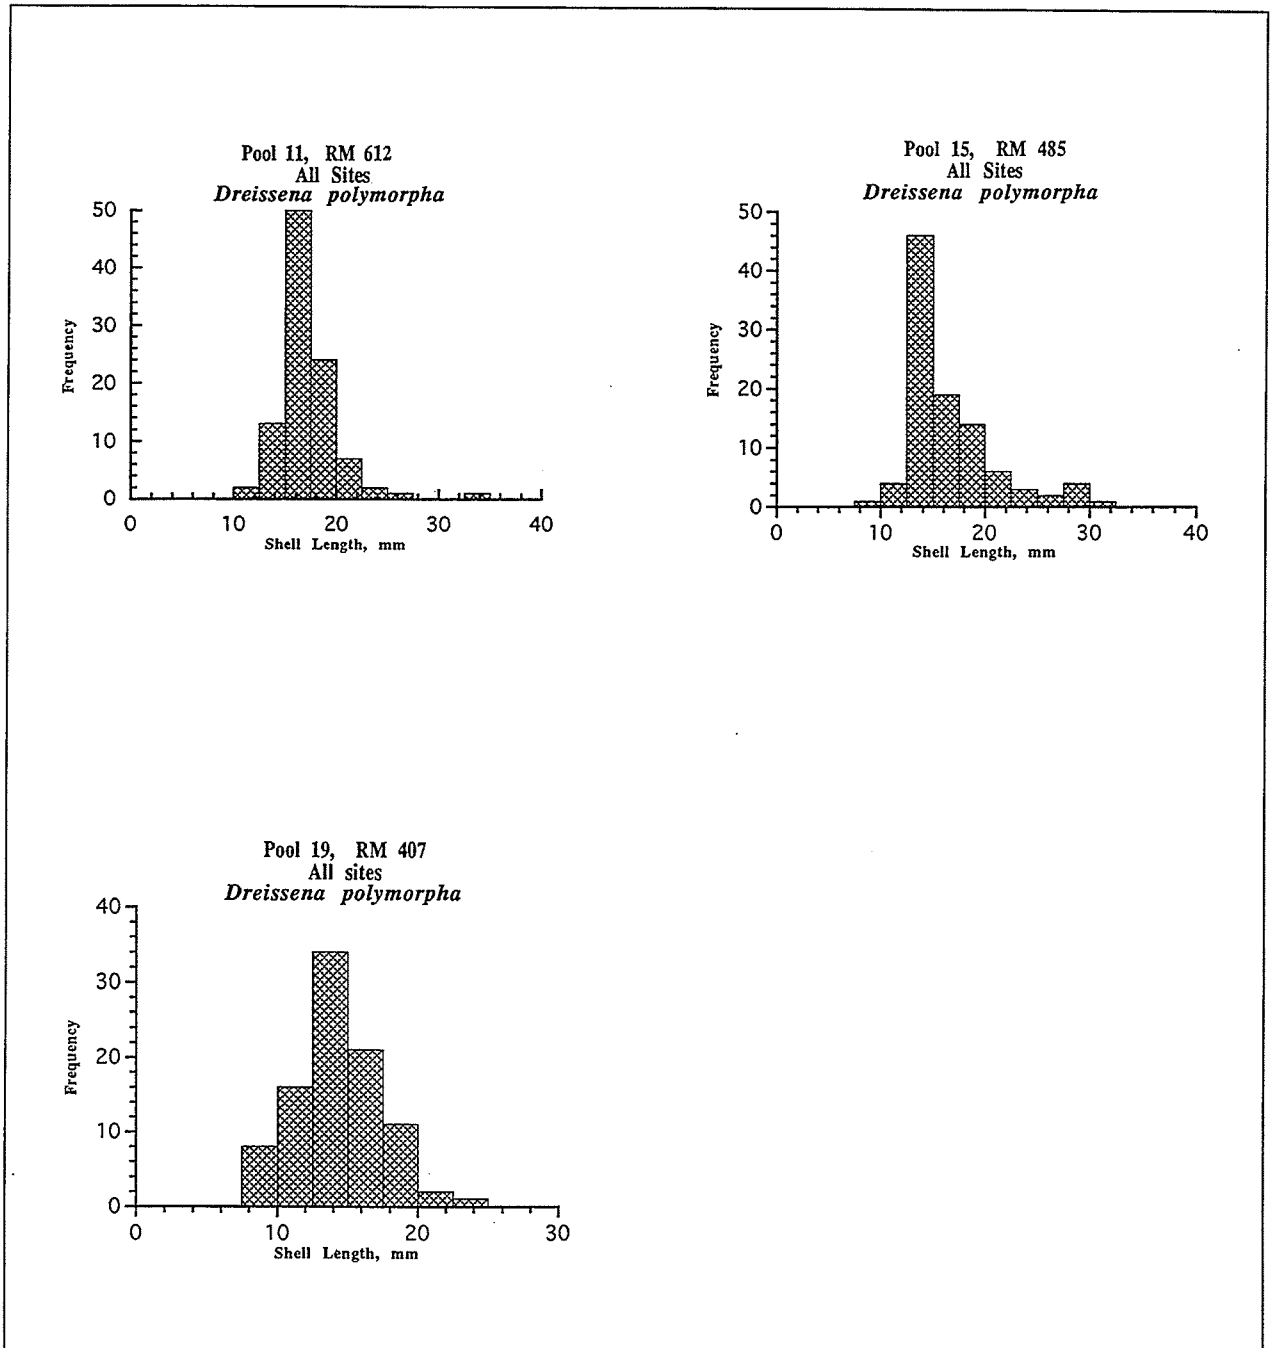 Pool 11, RM 612
All Sites
Dreissena polymorpha
50
40
30
20
10
0
Frequency
0 10 20 30 40
Shell Length, mm
Pool 15, RM 485
All Sites
Dreissena polymorpha
50
40
30
20
10
0
Frequency
0 10 20 30 40
Shell Length, mm
Pool 19, RM 407
All sites
Dreissena polymorpha
40
30
20
10
0
Frequency
0 10 20 30
Shell Length, mm